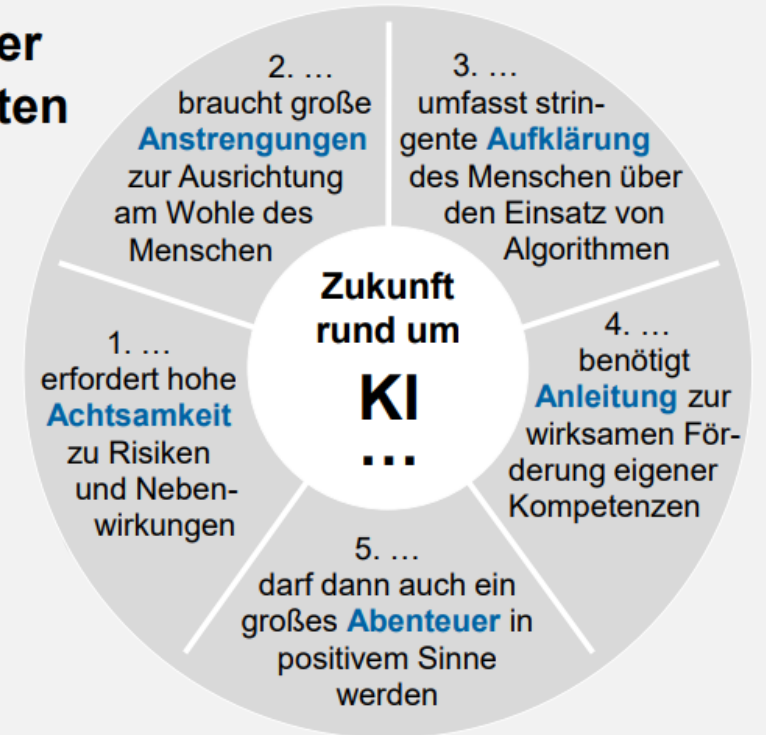 er
ten
Zukunft
rund um
KI
...
1. ...
erfordert hohe
Achtsamkeit
zu Risiken
und Neben-
wirkungen
2. ...
braucht große
Anstrengungen
zur Ausrichtung
am Wohle des
Menschen
3. ...
umfasst strin-
gente Aufklärung
des Menschen über
den Einsatz von
Algorithmen
4. ...
benötigt
Anleitung zur
wirksamen För-
derung eigener
Kompetenzen
5. ...
darf dann auch ein
großes Abenteuer in
positivem Sinne
werden